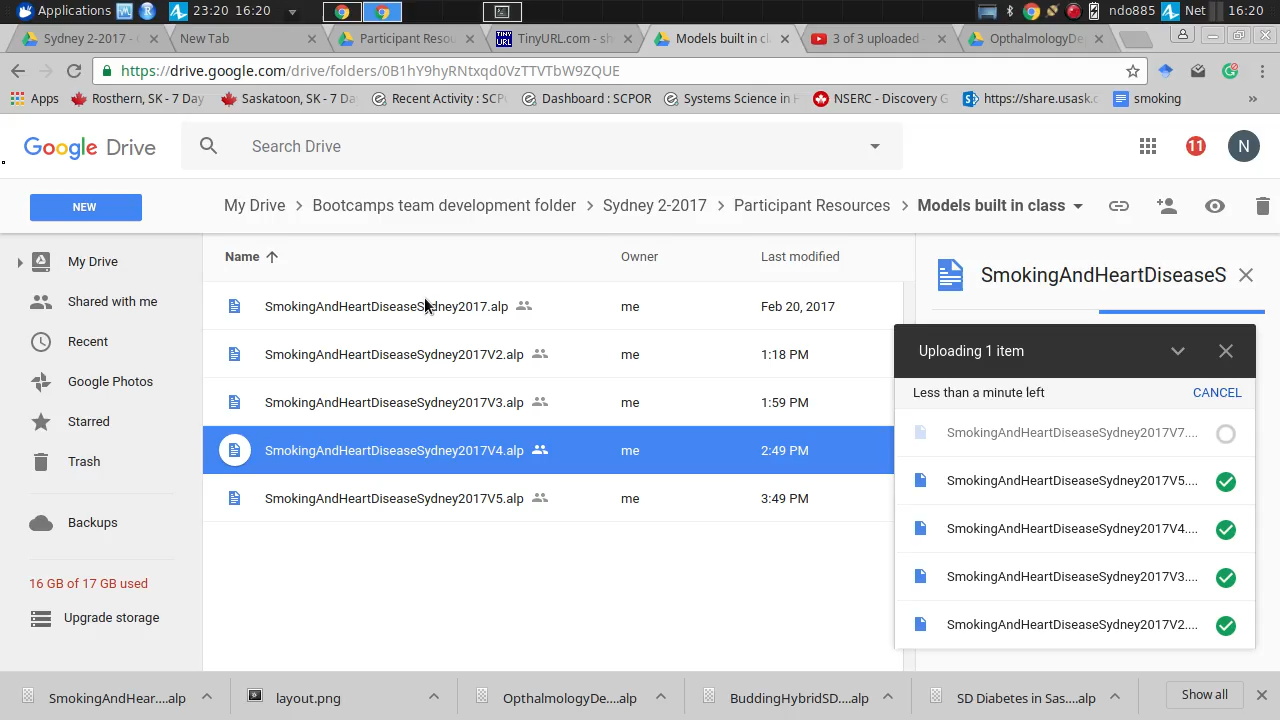 Applications 23:20 16:20 ndo885 Net 16:20
Sydney 2-2017 - New Tab Participant Reso TinyURL.com - sh Models built in cl 3 of 3 uploaded - OpthalmologyDe
https://drive.google.com/drive/folders/0B1hY9hyRNtxqd0VzTTVTbW9ZQUE
Apps Rosthern, SK - 7 Day Saskatoon, SK - 7 Da Recent Activity : SCP Dashboard : SCPOR Systems Science in NSERC - Discovery G https://share.usask.c smoking »
Google Drive Search Drive 11 N
NEW My Drive > Bootcamps team development folder > Sydney 2-2017 > Participant Resources > Models built in class
Name Owner Last modified
My Drive
Shared with me
Recent
Google Photos
Starred
Trash
Backups
16 GB of 17 GB used
Upgrade storage
SmokingAndHeartDiseaseSydney2017.alp me Feb 20, 2017
SmokingAndHeartDiseaseSydney2017V2.alp me 1:18 PM
SmokingAndHeartDiseaseSydney2017V3.alp me 1:59 PM
SmokingAndHeartDiseaseSydney2017V4.alp me 2:49 PM
SmokingAndHeartDiseaseSydney2017V5.alp me 3:49 PM
SmokingAndHeartDiseaseS
Uploading 1 item
Less than a minute left CANCEL
SmokingAndHeartDiseaseSydney2017V7....
SmokingAndHeartDiseaseSydney2017V5....
SmokingAndHeartDiseaseSydney2017V4....
SmokingAndHeartDiseaseSydney2017V3....
SmokingAndHeartDiseaseSydney2017V2....
SmokingAndHear....alp layout.png OpthalmologyDe....alp BuddingHybridSD....alp SD Diabetes in Sas....alp Show all